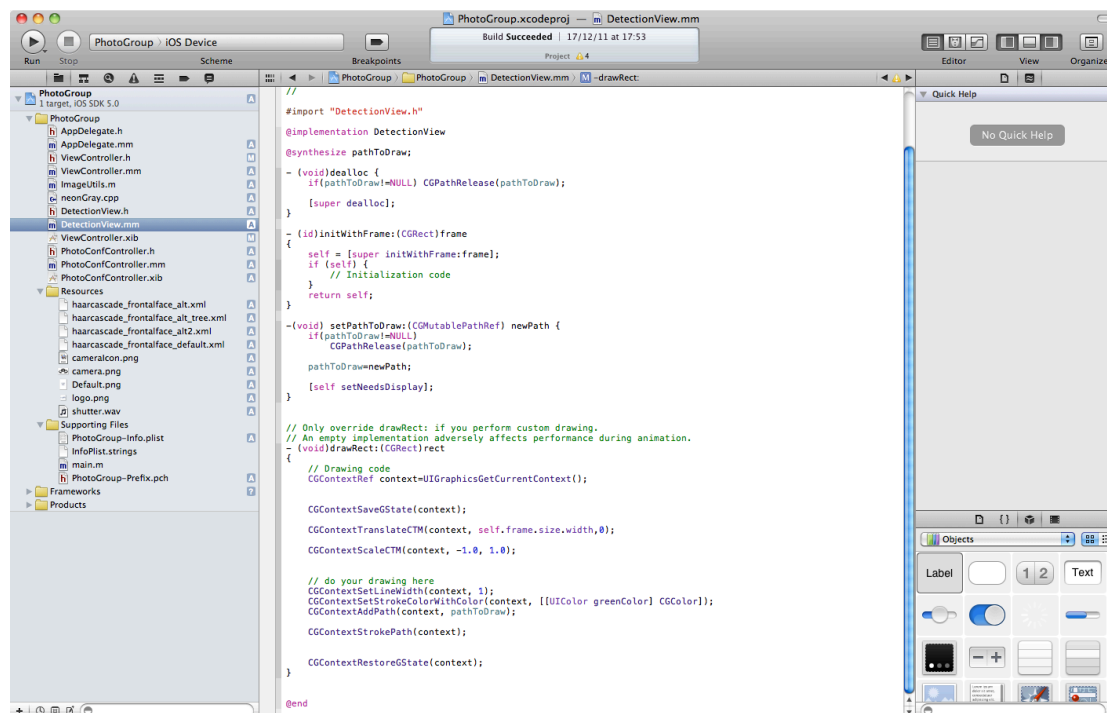 PhotoGroup.xcodeproj — DetectionView.mm
Build Succeeded | 17/12/11 at 17:53
Project 4
PhotoGroup › iOS Device
Run Stop Scheme Breakpoints Editor View Organize
PhotoGroup › PhotoGroup › DetectionView.mm › M -drawRect:
PhotoGroup A
1 target, iOS SDK 5.0
PhotoGroup
h AppDelegate.h
m AppDelegate.mm A
h ViewController.h M
m ViewController.mm A
m ImageUtils.m A
neonGray.cpp A
h DetectionView.h A
m DetectionView.mm A
ViewController.xib M
h PhotoConfController.h A
m PhotoConfController.mm A
PhotoConfController.xib A
Resources
haarcascade_frontalface_alt.xml A
haarcascade_frontalface_alt_tree.xml A
haarcascade_frontalface_alt2.xml A
haarcascade_frontalface_default.xml A
cameraIcon.png A
camera.png A
Default.png A
logo.png A
shutter.wav A
Supporting Files
PhotoGroup-Info.plist A
InfoPlist.strings
m main.m
h PhotoGroup-Prefix.pch A
Frameworks ?
Products
//
#import "DetectionView.h"
@implementation DetectionView
@synthesize pathToDraw;
- (void)dealloc {
if(pathToDraw!=NULL) CGPathRelease(pathToDraw);
[super dealloc];
}
- (id)initWithFrame:(CGRect)frame
{
self = [super initWithFrame:frame];
if (self) {
// Initialization code
}
return self;
}
-(void) setPathToDraw:(CGMutablePathRef) newPath {
if(pathToDraw!=NULL)
CGPathRelease(pathToDraw);
pathToDraw=newPath;
[self setNeedsDisplay];
}
// Only override drawRect: if you perform custom drawing.
// An empty implementation adversely affects performance during animation.
- (void)drawRect:(CGRect)rect
{
// Drawing code
CGContextRef context=UIGraphicsGetCurrentContext();
CGContextSaveGState(context);
CGContextTranslateCTM(context, self.frame.size.width,0);
CGContextScaleCTM(context, -1.0, 1.0);
// do your drawing here
CGContextSetLineWidth(context, 1);
CGContextSetStrokeColorWithColor(context, [[UIColor greenColor] CGColor]);
CGContextAddPath(context, pathToDraw);
CGContextStrokePath(context);
CGContextRestoreGState(context);
}
@end
Quick Help
No Quick Help
{}
Objects
Label 1 2 Text